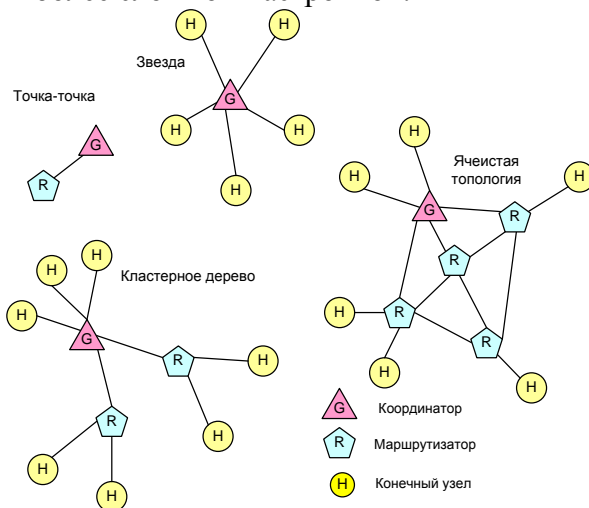 Звезда
H
H
G
H
H
H
Точка-точка
G
R
Ячеистая
топология
H
H
H
G
R
R
H
R
R
H
H
Кластерное дерево
H
H
H
G
R
H
R
H
H
H
G Координатор
R Маршрутизатор
H Конечный узел